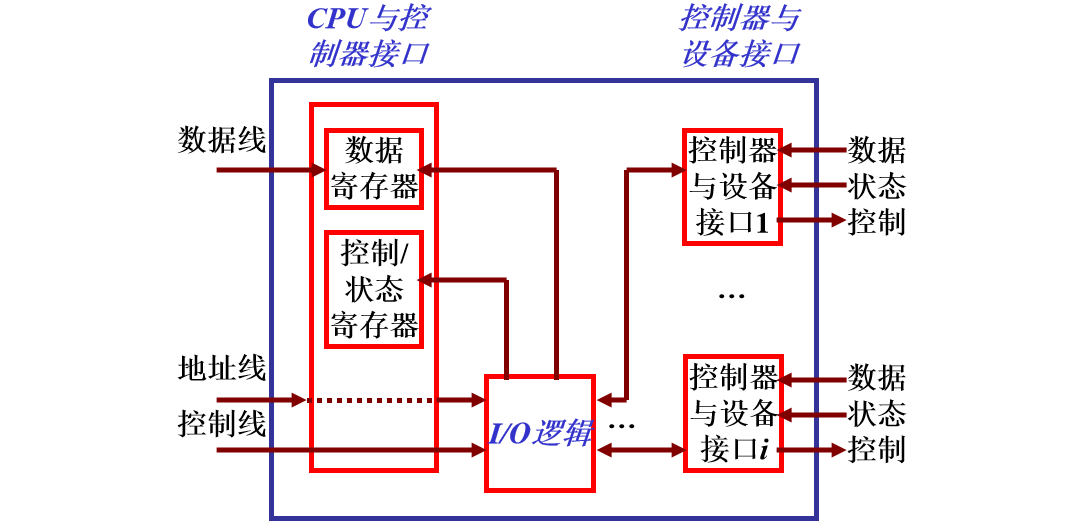 CPU与控
制器接口
控制器与
设备接口
数据线
数据
寄存器
控制/
状态
寄存器
地址线
控制线
I/O逻辑
控制器
与设备
接口1
数据
状态
控制
...
控制器
与设备
接口i
数据
状态
控制
...